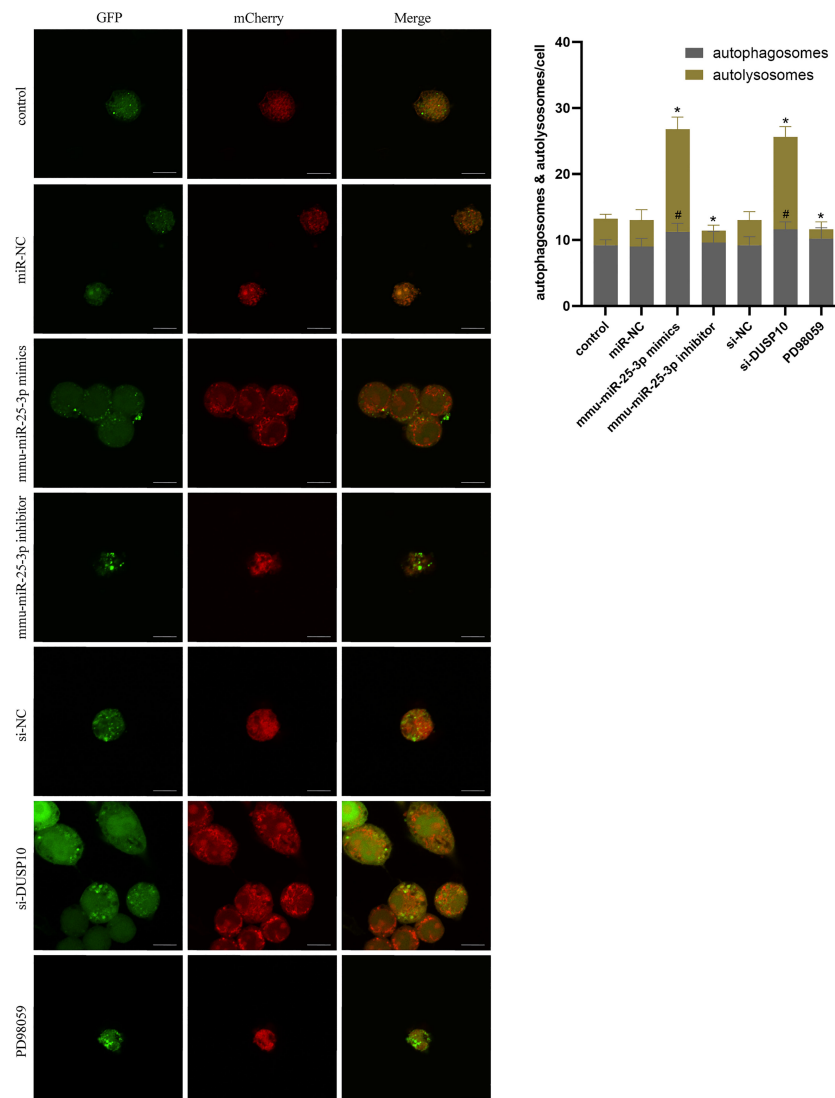 GFP
mCherry
Merge
control
miR-NC
mmu-miR-25-3p mimics
mmu-miR-25-3p inhibitor
si-NC
si-DUSP10
PD98059
autophagosomes & autolysosomes/cell
40
30
20
10
0
autophagosomes
autolysosomes
*
#
*
*
#
*
control
miR-NC
mmu-miR-25-3p mimics
mmu-miR-25-3p inhibitor
si-NC
si-DUSP10
PD98059